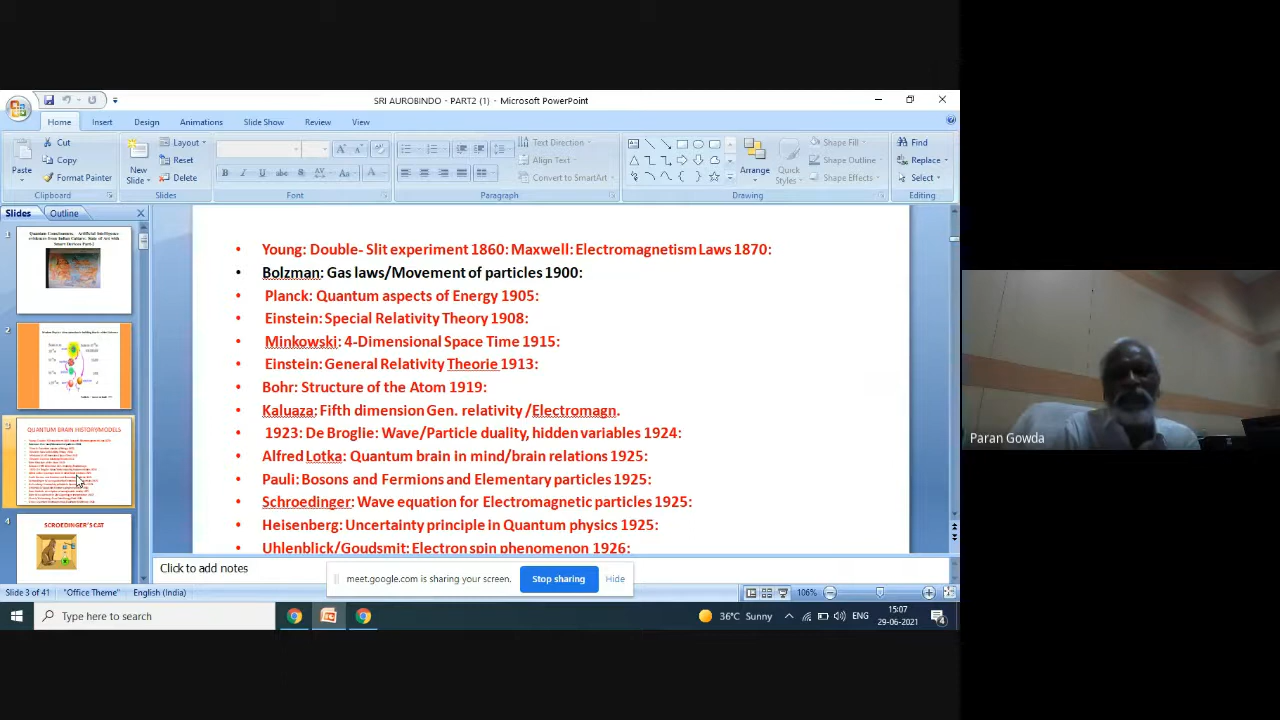 SRI AUROBINDO - PART2 (1) - Microsoft PowerPoint
Home Insert Design Animations Slide Show Review View
Paste
Cut
Copy
Format Painter
Clipboard
New Slide
Layout
Reset
Delete
Slides
Font
Paragraph
Text Direction
Align Text
Convert to SmartArt
Arrange
Quick Styles
Shape Fill
Shape Outline
Shape Effects
Drawing
Find
Replace
Select
Editing
Slides Outline
1
2
3
QUANTUM BRAIN HISTORY/MODELS
4
SCROEDINGER'S CAT
• Young: Double- Slit experiment 1860: Maxwell: Electromagnetism Laws 1870:
• Bolzman: Gas laws/Movement of particles 1900:
• Planck: Quantum aspects of Energy 1905:
• Einstein: Special Relativity Theory 1908:
• Minkowski: 4-Dimensional Space Time 1915:
• Einstein: General Relativity Theorie 1913:
• Bohr: Structure of the Atom 1919:
• Kaluaza: Fifth dimension Gen. relativity /Electromagn.
• 1923: De Broglie: Wave/Particle duality, hidden variables 1924:
• Alfred Lotka: Quantum brain in mind/brain relations 1925:
• Pauli: Bosons and Fermions and Elementary particles 1925:
• Schroedinger: Wave equation for Electromagnetic particles 1925:
• Heisenberg: Uncertainty principle in Quantum physics 1925:
• Uhlenblick/Goudsmit: Electron spin phenomenon 1926:
Click to add notes
meet.google.com is sharing your screen. Stop sharing Hide
Slide 3 of 41 "Office Theme" English (India) 106%
Type here to search
36°C Sunny ENG
15:07
29-06-2021
4
Paran Gowda